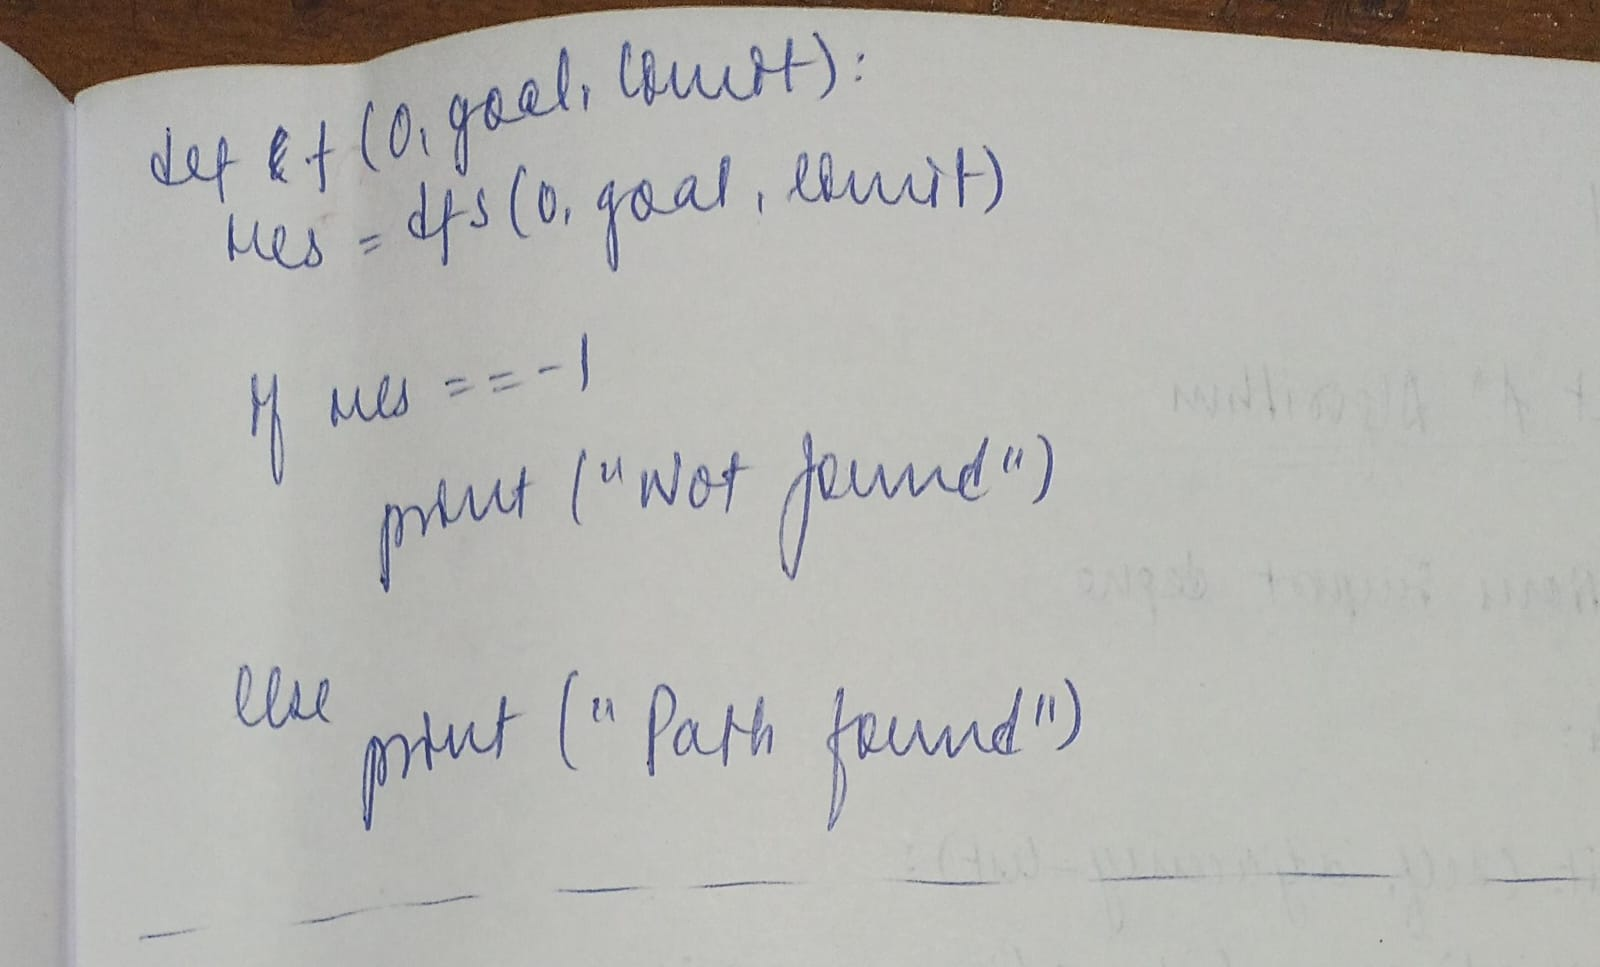 def (0, goal, limit):
res = dfs (0, goal, limit)
if res == -1
print ("Not found")
else
print ("Path found")